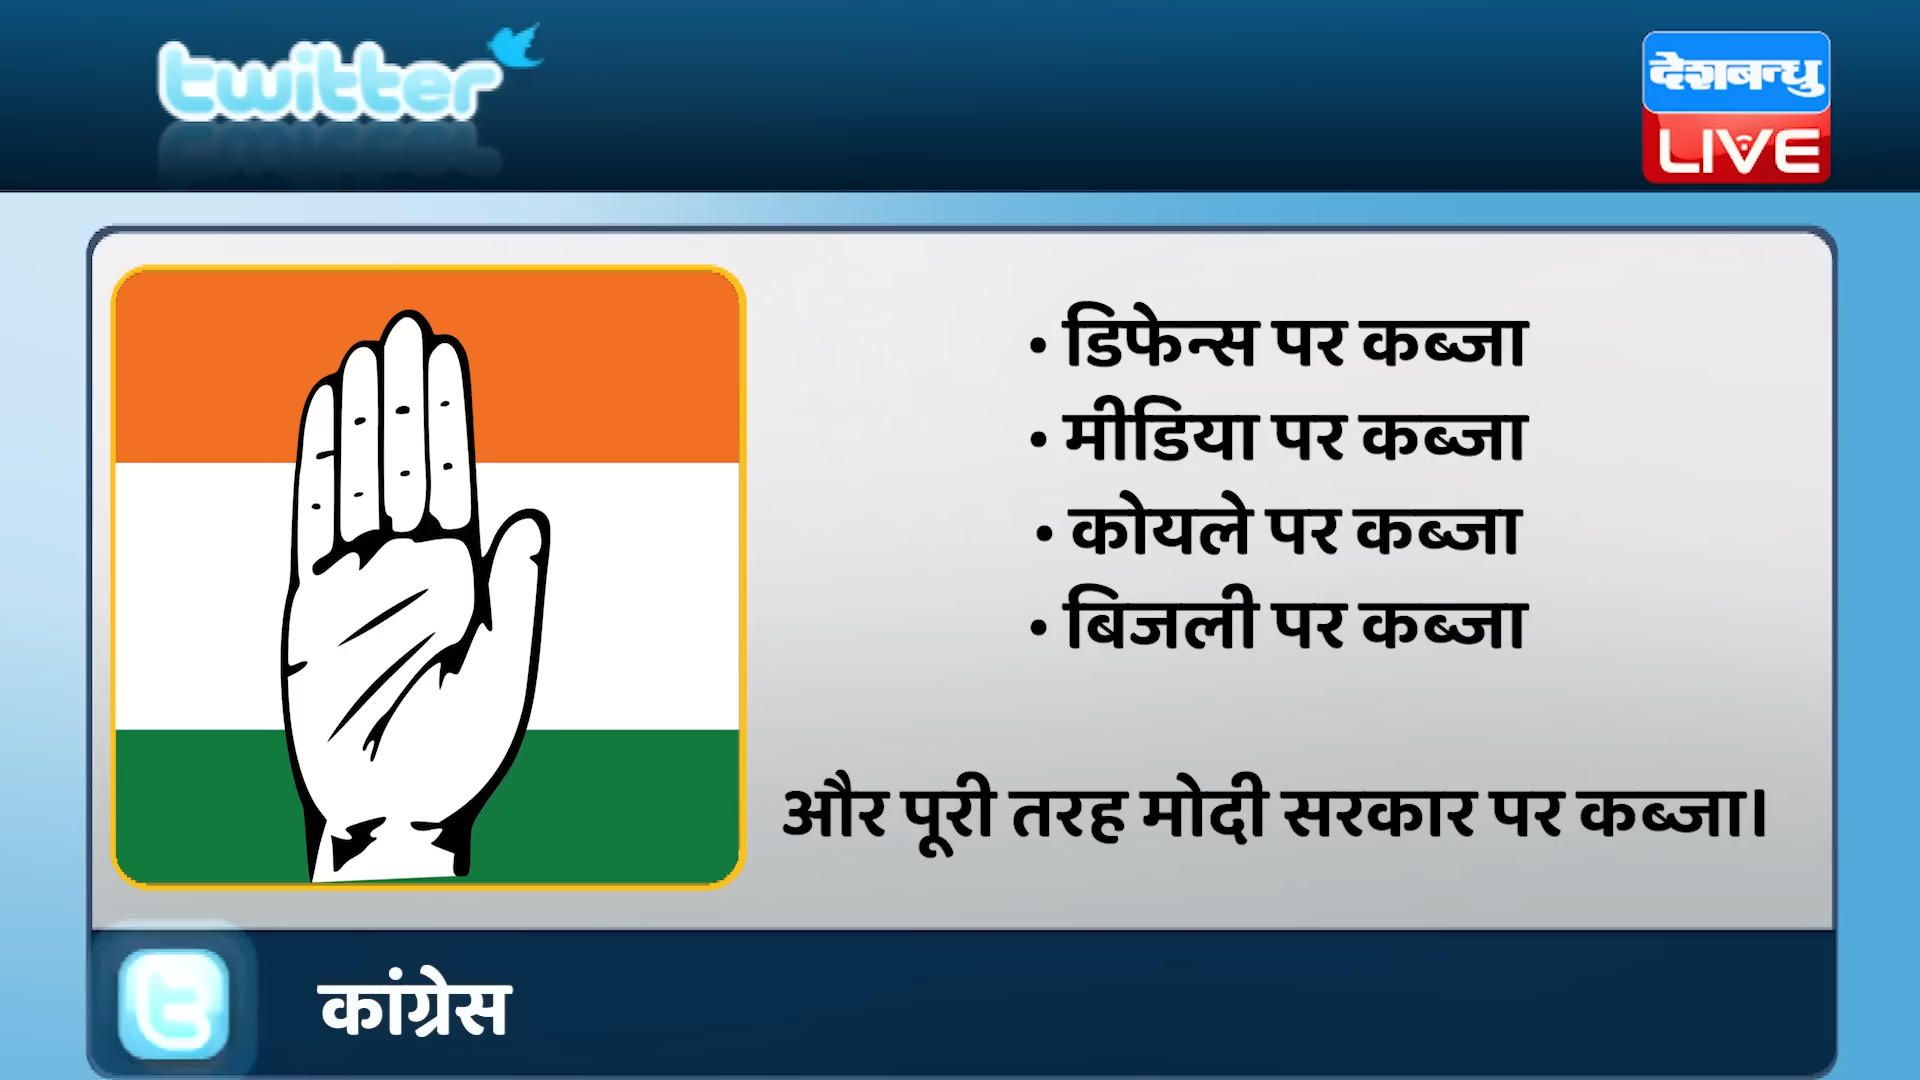 twitter
देशबन्धु
LIVE
• डिफेन्स पर कब्जा
• मीडिया पर कब्जा
• कोयले पर कब्जा
• बिजली पर कब्जा
और पूरी तरह मोदी सरकार पर कब्जा।
t
कांग्रेस